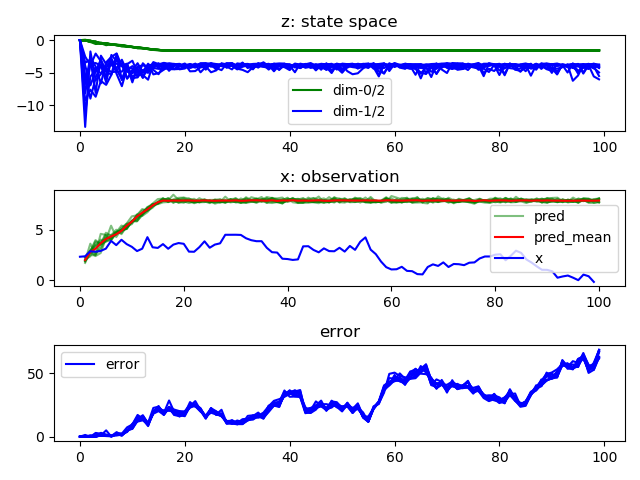 z: state space
0
−5
−10
dim-0/2
dim-1/2
0 20 40 60 80 100
x: observation
5
0
pred
pred_mean
x
0 20 40 60 80 100
error
50
0
error
0 20 40 60 80 100